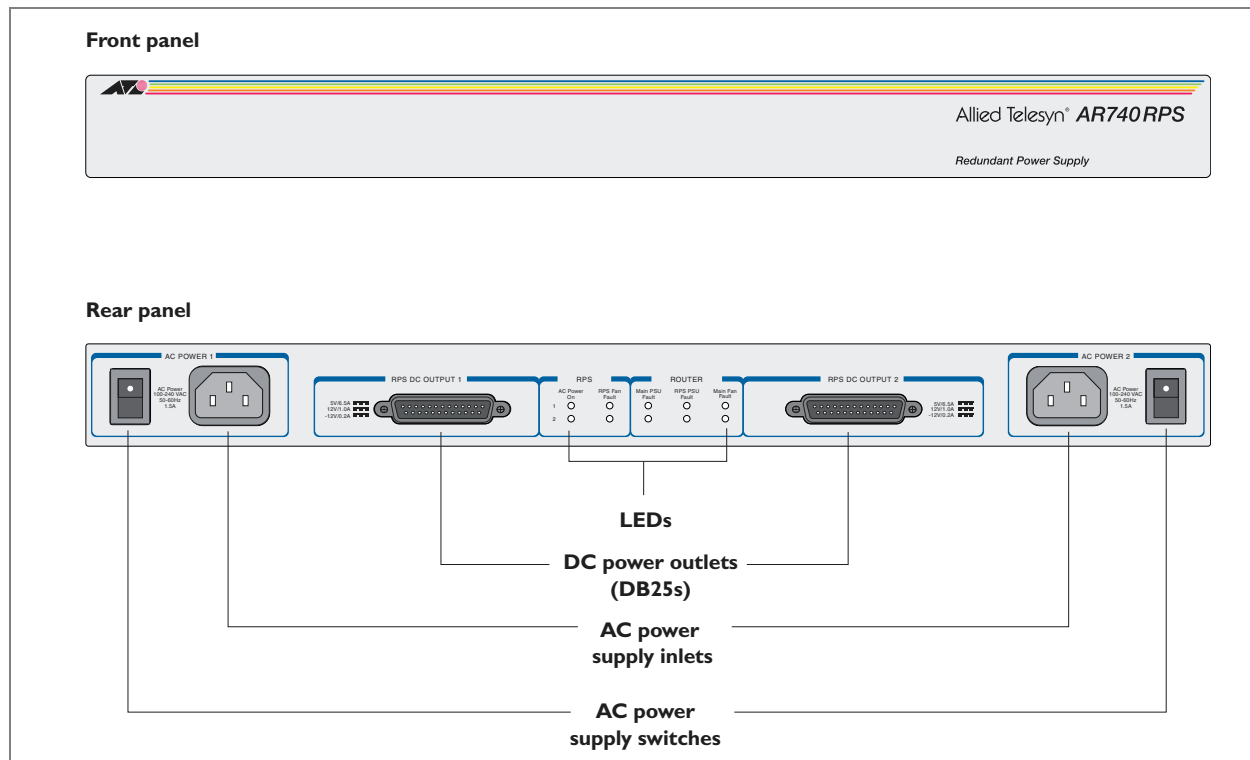 Front panel
Allied Telesyn® AR740 RPS
Redundant Power Supply
Rear panel
AC POWER 1
AC Power
100-240 VAC
50-60Hz
1.5A
RPS DC OUTPUT 1
5V/6.5A
12V/1.0A
-12V/0.2A
RPS
AC Power
On
RPS Fan
Fault
1
2
ROUTER
Main PSU
Fault
RPS PSU
Fault
Main Fan
Fault
RPS DC OUTPUT 2
5V/6.5A
12V/1.0A
-12V/0.2A
AC POWER 2
AC Power
100-240 VAC
50-60Hz
1.5A
LEDs
DC power outlets
(DB25s)
AC power
supply inlets
AC power
supply switches